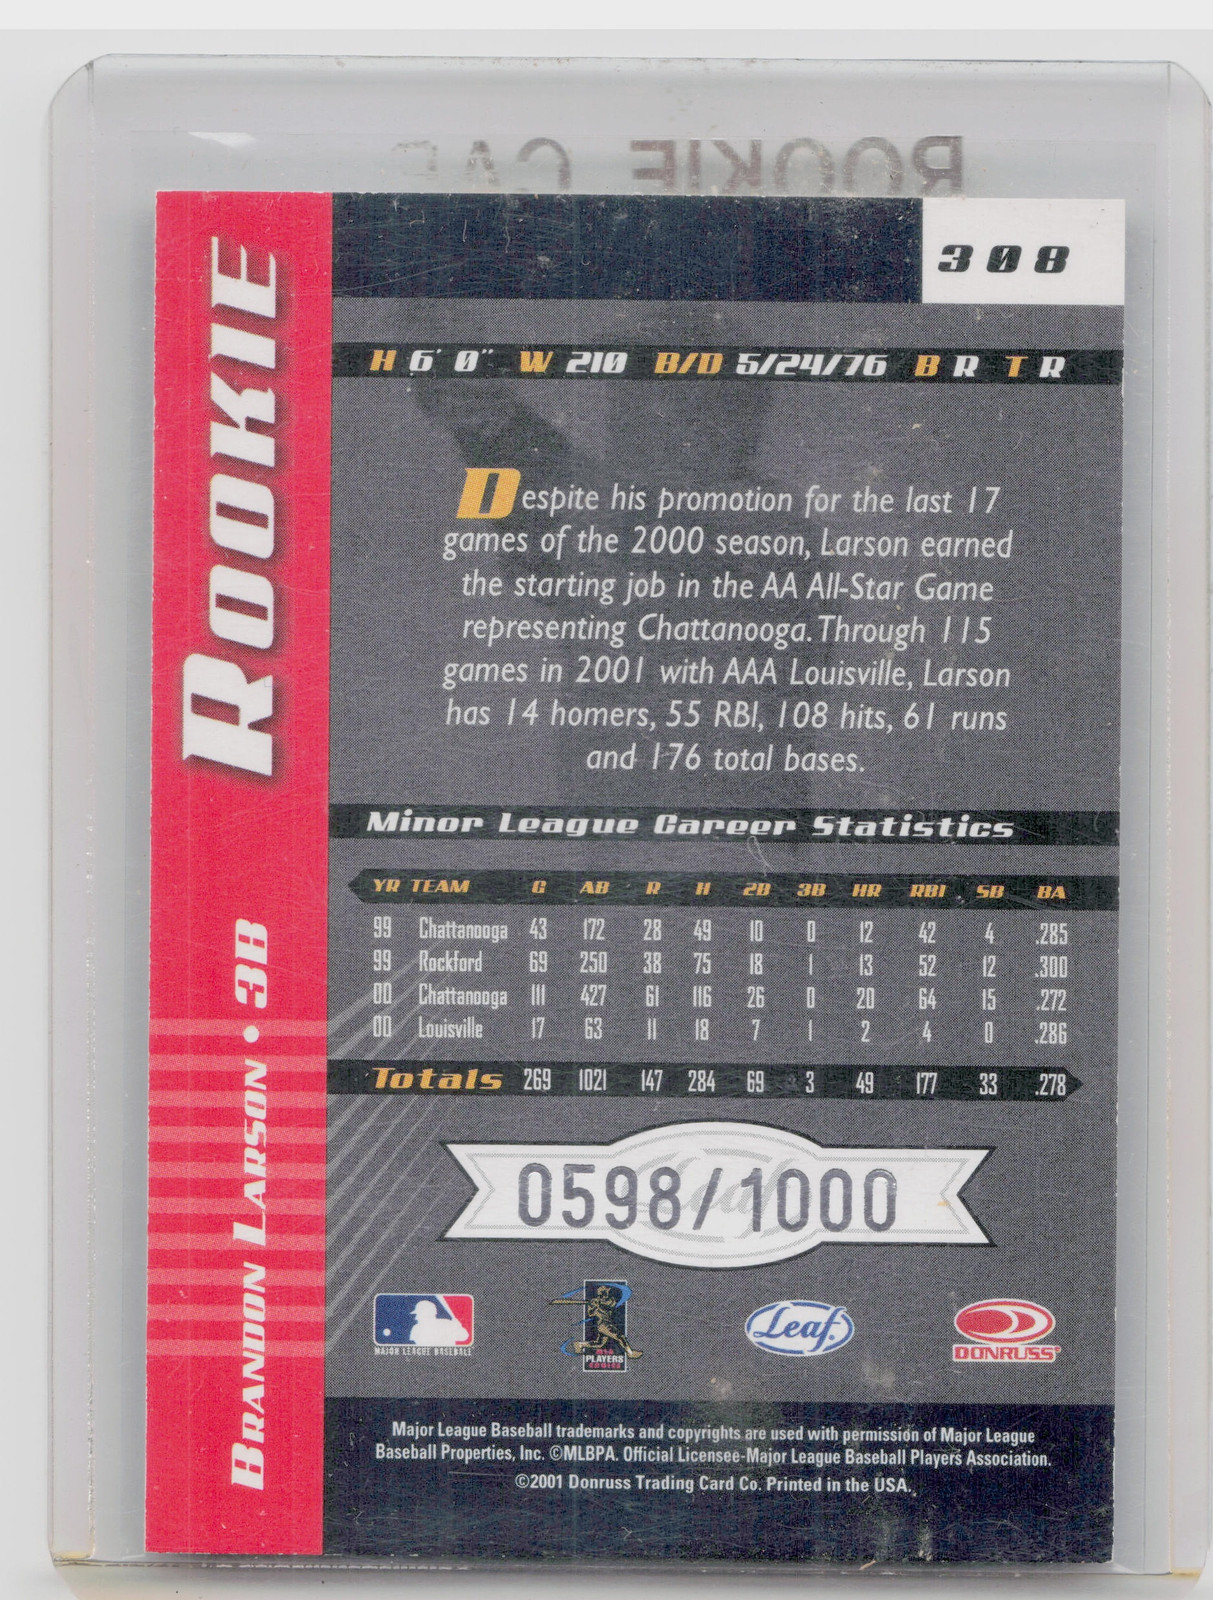 ROOKIE
308
H 6' 0" W 210 B/D 5/24/76 B R T R
Despite his promotion for the last 17
games of the 2000 season, Larson earned
the starting job in the AA All-Star Game
representing Chattanooga. Through 115
games in 2001 with AAA Louisville, Larson
has 14 homers, 55 RBI, 108 hits, 61 runs
and 176 total bases.
Minor League Career Statistics
YR TEAM G AB R H 2B 3B HR RBI SB BA
99 Chattanooga 43 172 28 49 10 0 12 42 4 .285
99 Rockford 69 250 38 75 18 1 13 52 12 .300
00 Chattanooga 111 427 61 116 26 0 20 64 15 .272
00 Louisville 17 63 11 18 7 1 2 4 0 .286
Totals 269 1021 147 284 69 3 49 177 33 .278
0598/1000
MAJOR LEAGUE BASEBALL
PLAYERS
CHOICE
Leaf.
DONRUSS®
ROOKIE
BRANDON LARSON • 3B
Major League Baseball trademarks and copyrights are used with permission of Major League
Baseball Properties, Inc. ©MLBPA. Official Licensee-Major League Baseball Players Association.
©2001 Donruss Trading Card Co. Printed in the USA.